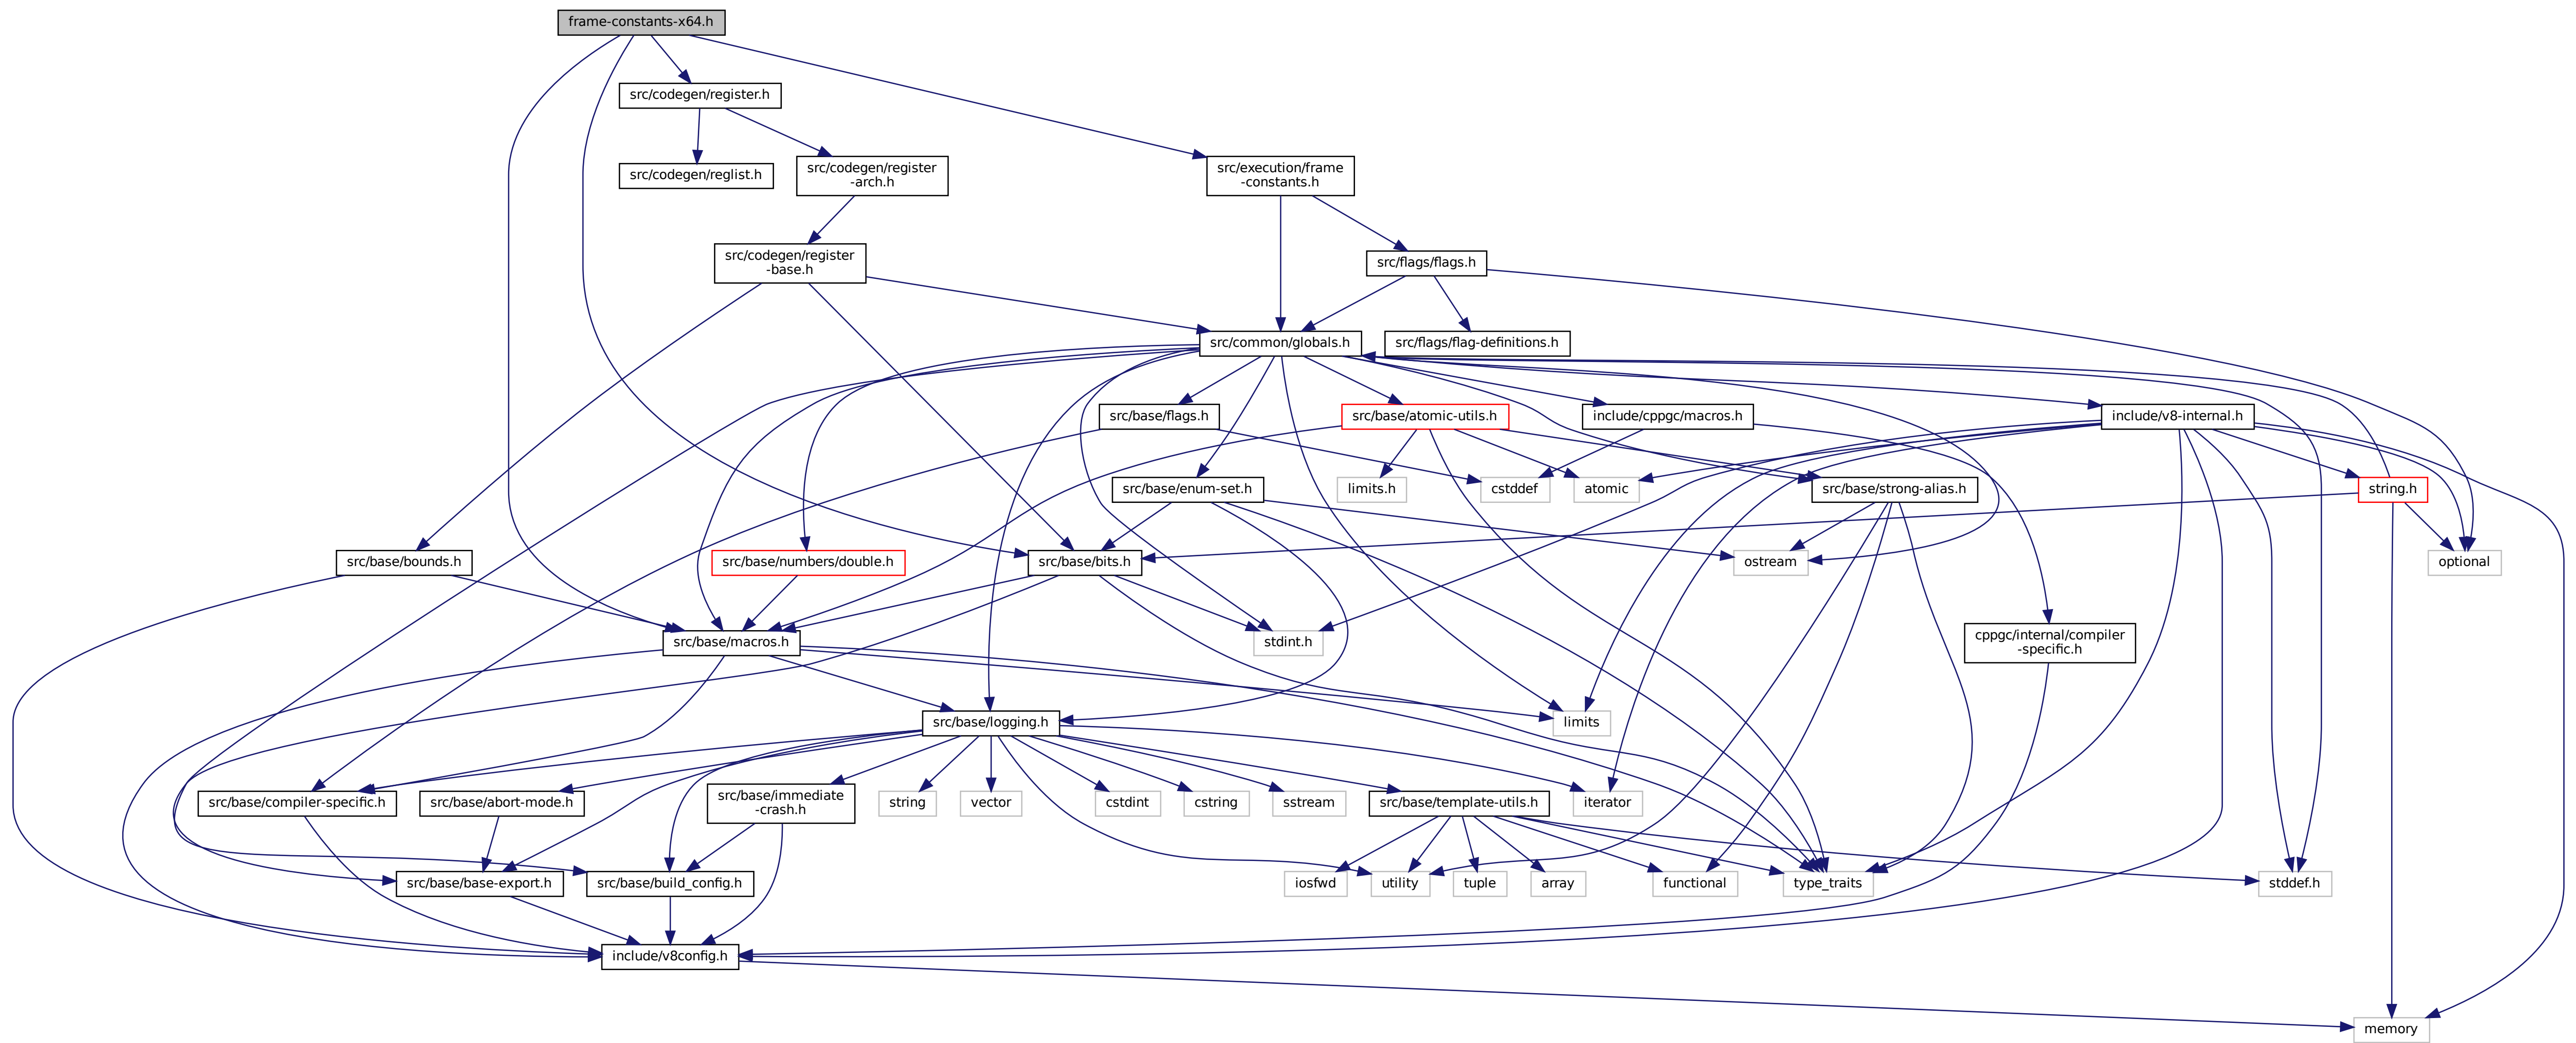 frame-constants-x64.h
src/codegen/register.h
src/codegen/reglist.h
src/codegen/register
-arch.h
src/execution/frame
-constants.h
src/codegen/register
-base.h
src/flags/flags.h
src/common/globals.h
src/flags/flag-definitions.h
src/base/flags.h
src/base/atomic-utils.h
include/cppgc/macros.h
include/v8-internal.h
src/base/enum-set.h
limits.h
cstddef
atomic
src/base/strong-alias.h
string.h
src/base/bounds.h
src/base/numbers/double.h
src/base/bits.h
ostream
optional
src/base/macros.h
stdint.h
cppgc/internal/compiler
-specific.h
src/base/logging.h
limits
src/base/compiler-specific.h
src/base/abort-mode.h
src/base/immediate
-crash.h
string
vector
cstdint
cstring
sstream
src/base/template-utils.h
iterator
src/base/base-export.h
src/base/build_config.h
iosfwd
utility
tuple
array
functional
type_traits
stddef.h
include/v8config.h
memory